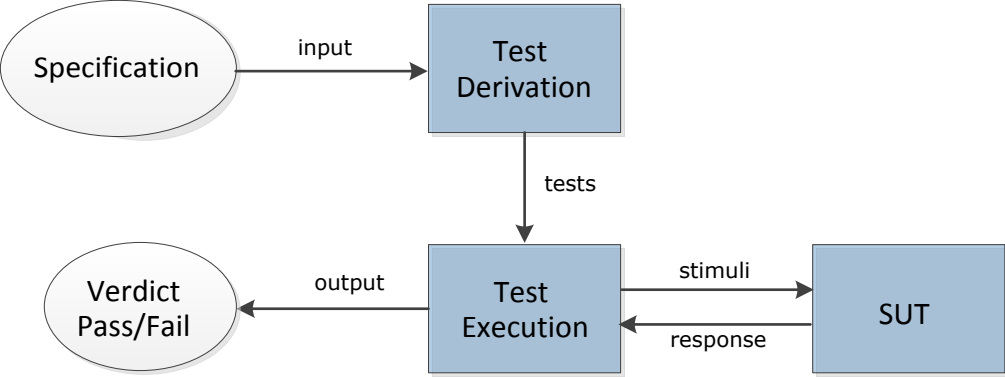 Specification
input
Test
Derivation
tests
Verdict
Pass/Fail
output
Test
Execution
stimuli
response
SUT